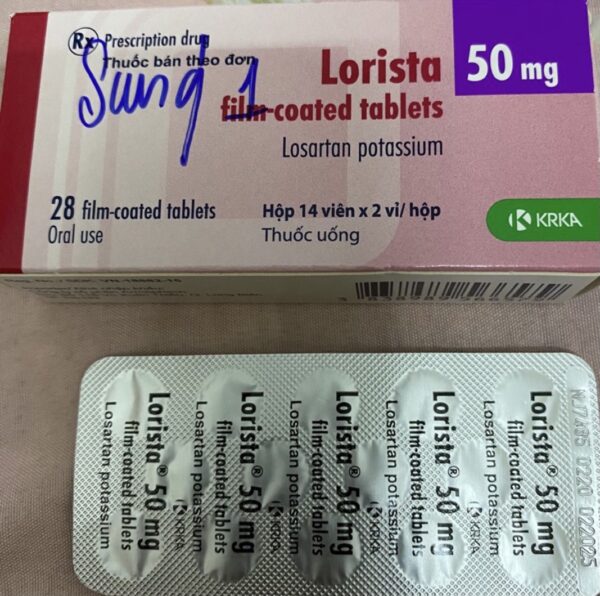 Rx Prescription drug
Thuốc bán theo đơn
Sáng 1
Lorista 50 mg
film-coated tablets
Losartan potassium
28 film-coated tablets
Oral use
Hộp 14 viên x 2 vỉ/ hộp
Thuốc uống
KRKA
Lorista® 50 mg
film-coated tablets
Losartan potassium
KRKA
Lorista® 50 mg
film-coated tablets
Losartan potassium
KRKA
Lorista® 50 mg
film-coated tablets
Losartan potassium
KRKA
Lorista® 50 mg
film-coated tablets
Losartan potassium
KRKA
Lorista® 50 mg
film-coated tablets
Losartan potassium
0220 022025